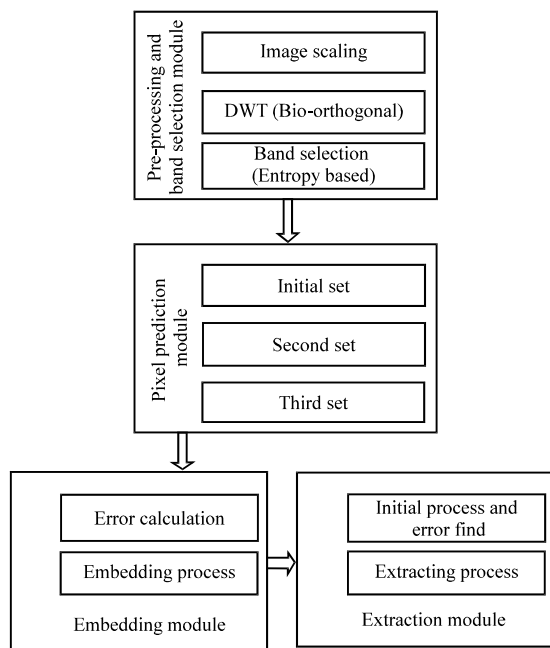 Pre-processing and
band selection module
Image scaling
DWT (Bio-orthogonal)
Band selection
(Entropy based)
Pixel prediction
module
Initial set
Second set
Third set
Error calculation
Embedding process
Embedding module
Initial process and
error find
Extracting process
Extraction module